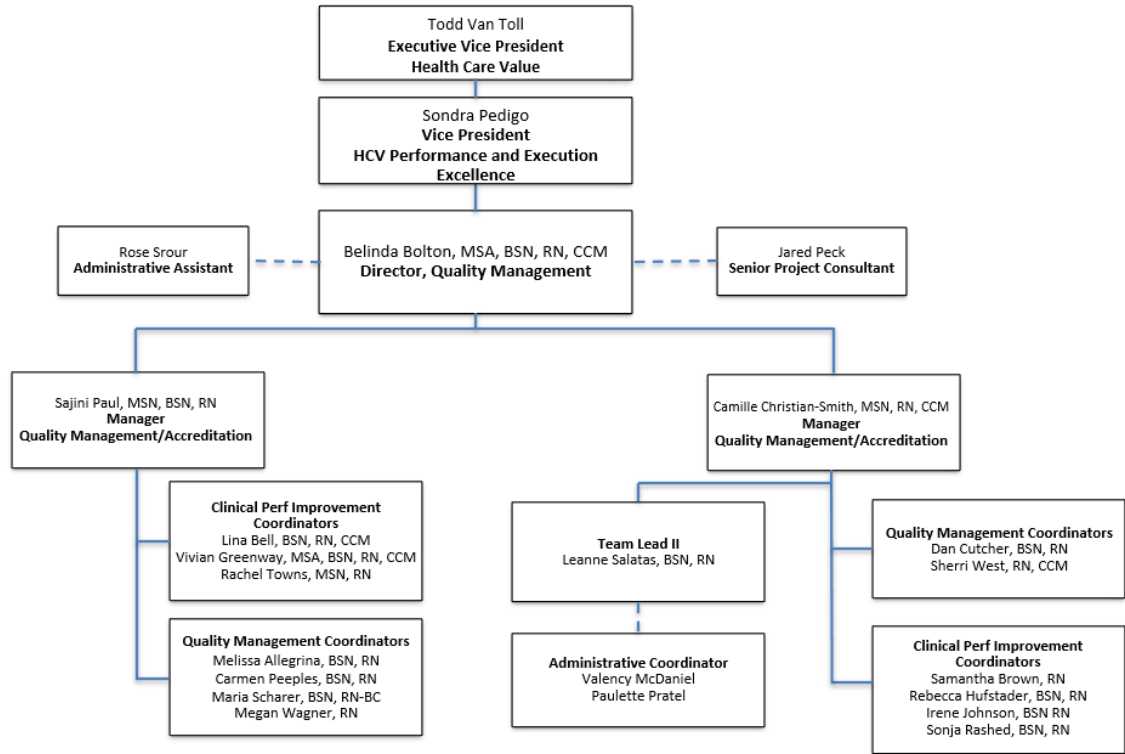 Todd Van Toll
Executive Vice President
Health Care Value
Sondra Pedigo
Vice President
HCV Performance and Execution
Excellence
Rose Srour
Administrative Assistant
Belinda Bolton, MSA, BSN, RN, CCM
Director, Quality Management
Jared Peck
Senior Project Consultant
Sajini Paul, MSN, BSN, RN
Manager
Quality Management/Accreditation
Camille Christian-Smith, MSN, RN, CCM
Manager
Quality Management/Accreditation
Clinical Perf Improvement
Coordinators
Lina Bell, BSN, RN, CCM
Vivian Greenway, MSA, BSN, RN, CCM
Rachel Towns, MSN, RN
Quality Management Coordinators
Melissa Allegrina, BSN, RN
Carmen Peeples, BSN, RN
Maria Scharer, BSN, RN-BC
Megan Wagner, RN
Team Lead II
Leanne Salatas, BSN, RN
Administrative Coordinator
Valency McDaniel
Paulette Pratel
Quality Management Coordinators
Dan Cutcher, BSN, RN
Sherri West, RN, CCM
Clinical Perf Improvement
Coordinators
Samantha Brown, RN
Rebecca Hufstader, BSN, RN
Irene Johnson, BSN RN
Sonja Rashed, BSN, RN